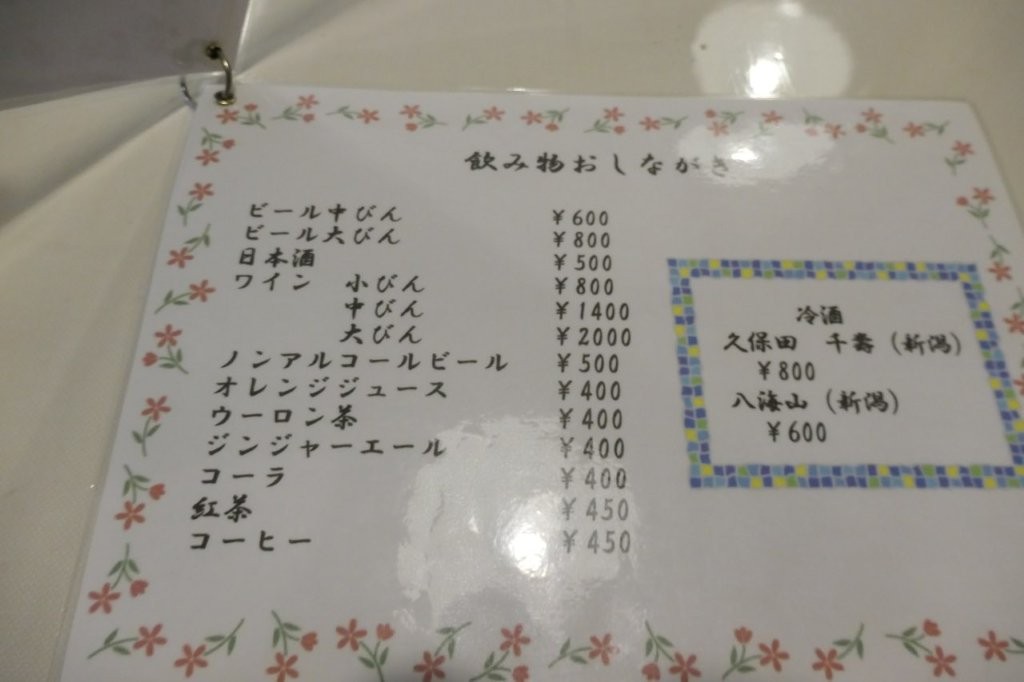 飲み物おしながき
ビール中びん ¥600
ビール大びん ¥800
日本酒 ¥500
ワイン 小びん ¥800
中びん ¥1400
大びん ¥2000
ノンアルコールビール ¥500
オレンジジュース ¥400
ウーロン茶 ¥400
ジンジャーエール ¥400
コーラ ¥400
紅茶 ¥450
コーヒー ¥450
冷酒
久保田 千壽（新潟）
¥800
八海山（新潟）
¥600